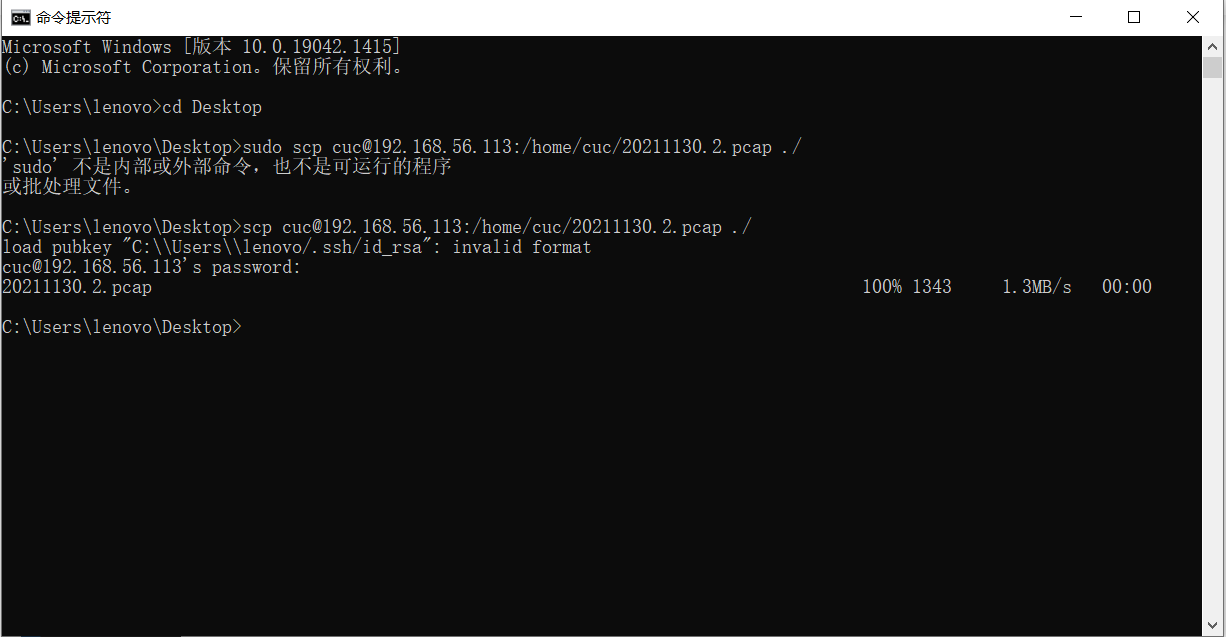 命令提示符
Microsoft Windows [版本 10.0.19042.1415]
(c) Microsoft Corporation。保留所有权利。
C:\Users\lenovo>cd Desktop
C:\Users\lenovo\Desktop>sudo scp cuc@192.168.56.113:/home/cuc/20211130.2.pcap ./
'sudo' 不是内部或外部命令，也不是可运行的程序
或批处理文件。
C:\Users\lenovo\Desktop>scp cuc@192.168.56.113:/home/cuc/20211130.2.pcap ./
load pubkey "C:\\Users\\lenovo/.ssh/id_rsa": invalid format
cuc@192.168.56.113's password:
20211130.2.pcap 100% 1343 1.3MB/s 00:00
C:\Users\lenovo\Desktop>